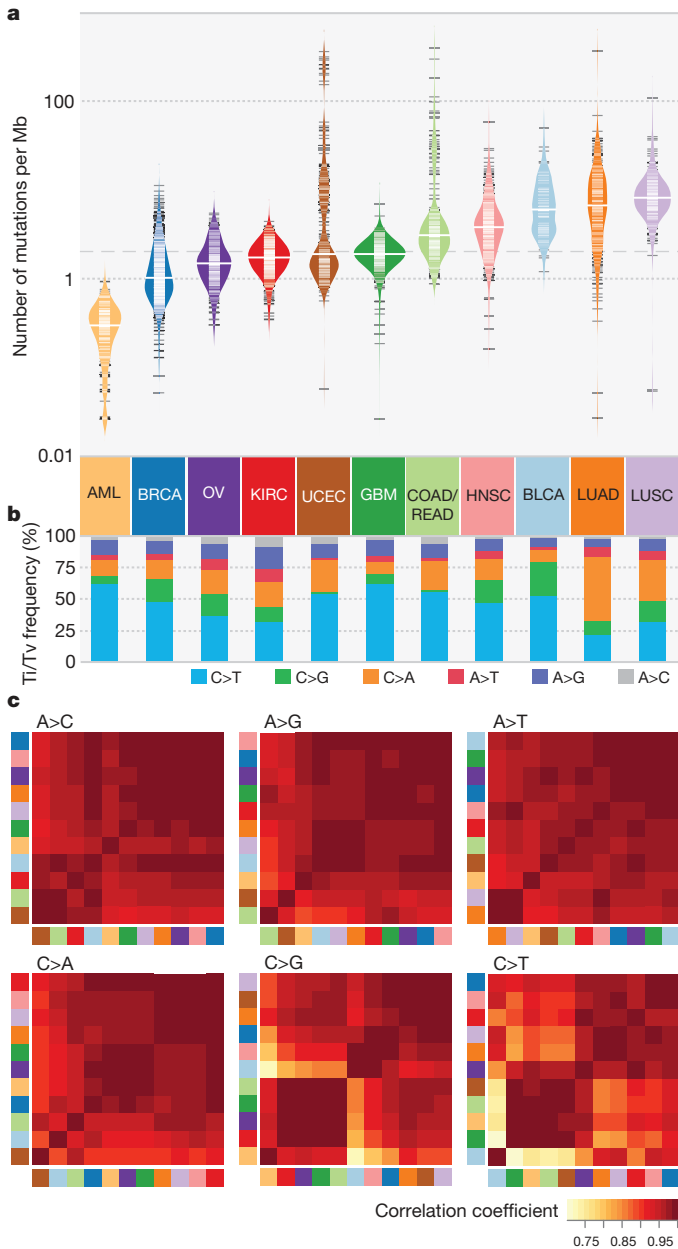 a
Number of mutations per Mb
100
1
0.01
AML BRCA OV KIRC UCEC GBM COAD/READ HNSC BLCA LUAD LUSC
b
Ti/Tv frequency (%)
100
75
50
25
0
C>T C>G C>A A>T A>G A>C
c
A>C A>G A>T
C>A C>G C>T
Correlation coefficient
0.75 0.85 0.95